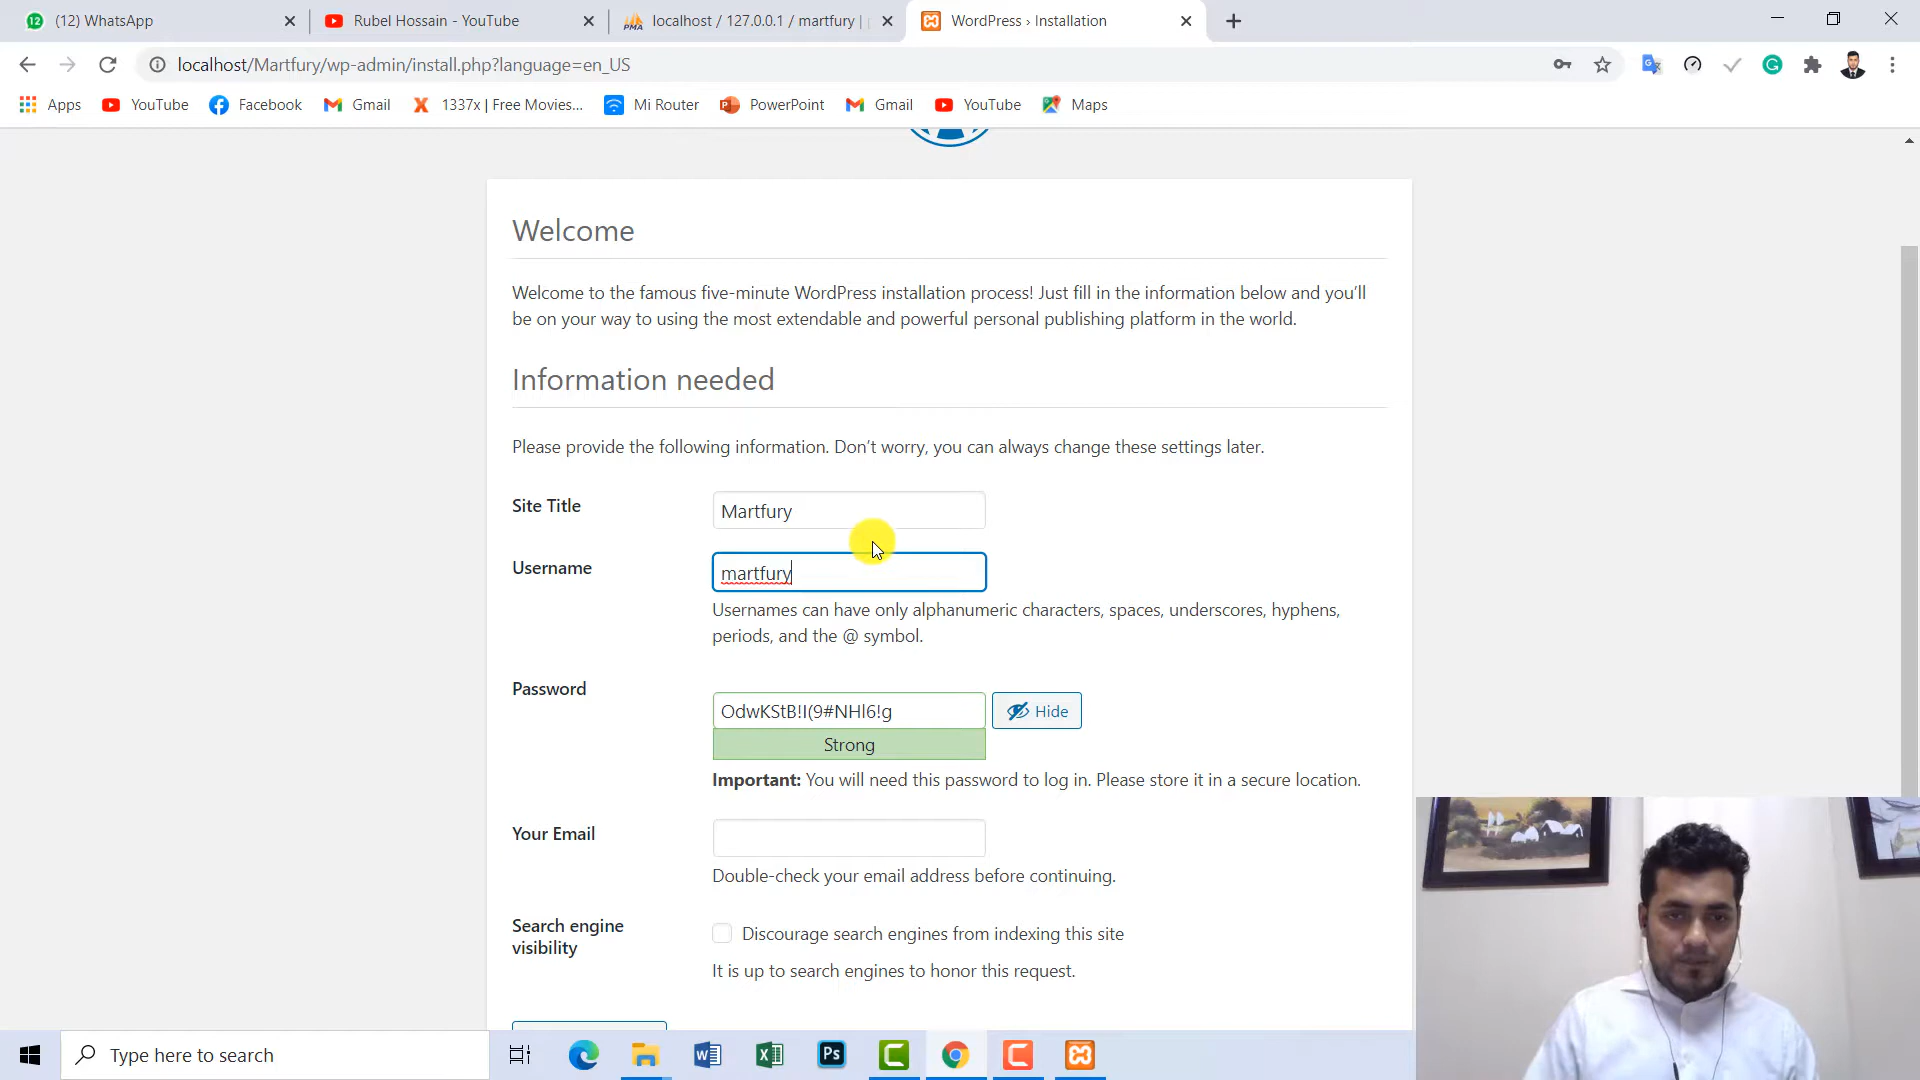 (12) WhatsApp
Rubel Hossain - YouTube
PMA
localhost / 127.0.0.1 / martfury |
WordPress › Installation
localhost/Martfury/wp-admin/install.php?language=en_US
Apps
YouTube
Facebook
Gmail
1337x | Free Movies...
Mi Router
PowerPoint
Gmail
YouTube
Maps
Welcome
Welcome to the famous five-minute WordPress installation process! Just fill in the information below and you’ll
be on your way to using the most extendable and powerful personal publishing platform in the world.
Information needed
Please provide the following information. Don’t worry, you can always change these settings later.
Site Title
Martfury
Username
martfury
Usernames can have only alphanumeric characters, spaces, underscores, hyphens,
periods, and the @ symbol.
Password
OdwKStB!I(9#NHl6!g
Hide
Strong
Important: You will need this password to log in. Please store it in a secure location.
Your Email
Double-check your email address before continuing.
Search engine
visibility
Discourage search engines from indexing this site
It is up to search engines to honor this request.
Type here to search
Ps